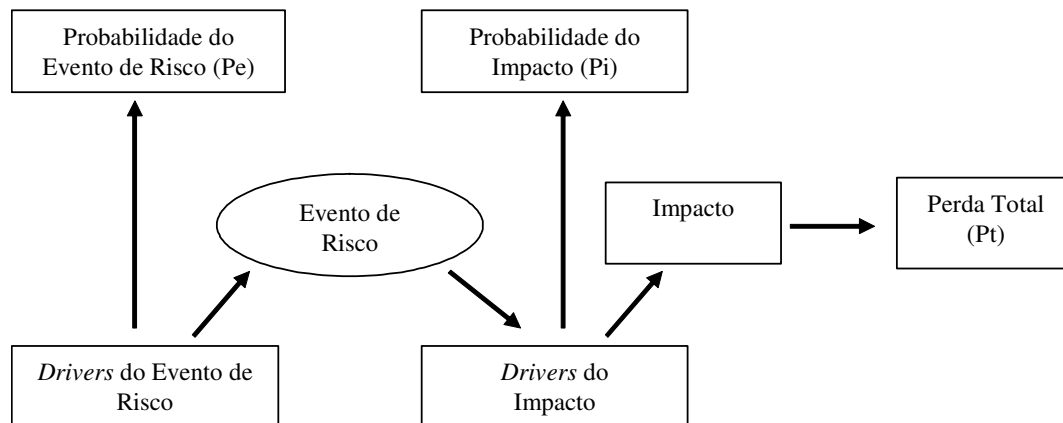 Probabilidade do
Evento de Risco (Pe)
Probabilidade do
Impacto (Pi)
Evento de
Risco
Impacto
Perda Total
(Pt)
Drivers do Evento de
Risco
Drivers do
Impacto